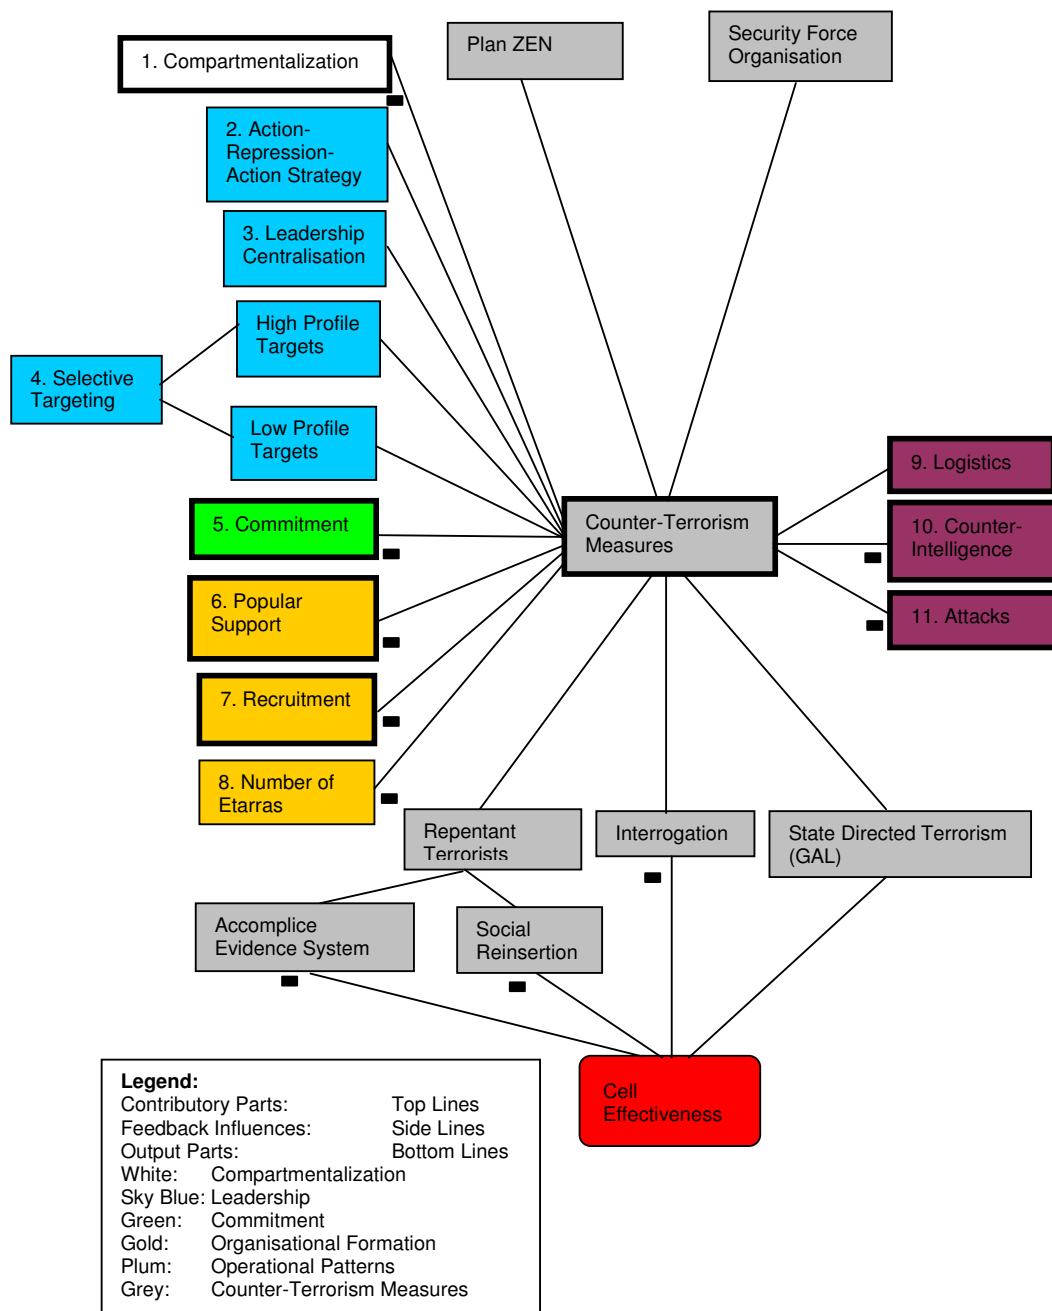 Plan ZEN
Security Force
Organisation
1. Compartmentalization
2. Action-
Repression-
Action Strategy
3. Leadership
Centralisation
High Profile
Targets
4. Selective
Targeting
Low Profile
Targets
5. Commitment
6. Popular
Support
7. Recruitment
8. Number of
Etarras
Counter-Terrorism
Measures
9. Logistics
10. Counter-
Intelligence
11. Attacks
Repentant
Terrorists
Interrogation
State Directed Terrorism
(GAL)
Accomplice
Evidence System
Social
Reinsertion
Cell
Effectiveness
Legend:
Contributory Parts: Top Lines
Feedback Influences: Side Lines
Output Parts: Bottom Lines
White: Compartmentalization
Sky Blue: Leadership
Green: Commitment
Gold: Organisational Formation
Plum: Operational Patterns
Grey: Counter-Terrorism Measures